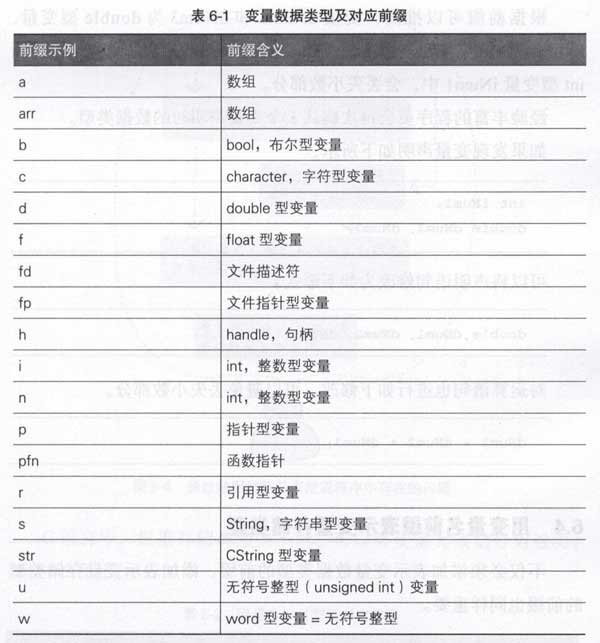 表 6-1 变量数据类型及对应前缀
前缀示例 前缀含义
a 数组
arr 数组
b bool，布尔型变量
c character，字符型变量
d double 型变量
f float 型变量
fd 文件描述符
fp 文件指针型变量
h handle，句柄
i int，整数型变量
n int，整数型变量
p 指针型变量
pfn 函数指针
r 引用型变量
s String，字符串型变量
str CString 型变量
u 无符号整型（unsigned int）变量
w word 型变量 = 无符号整型